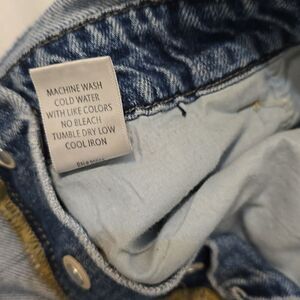 MACHINE WASH
COLD WATER
WITH LIKE COLORS
NO BLEACH
TUMBLE DRY LOW
COOL IRON